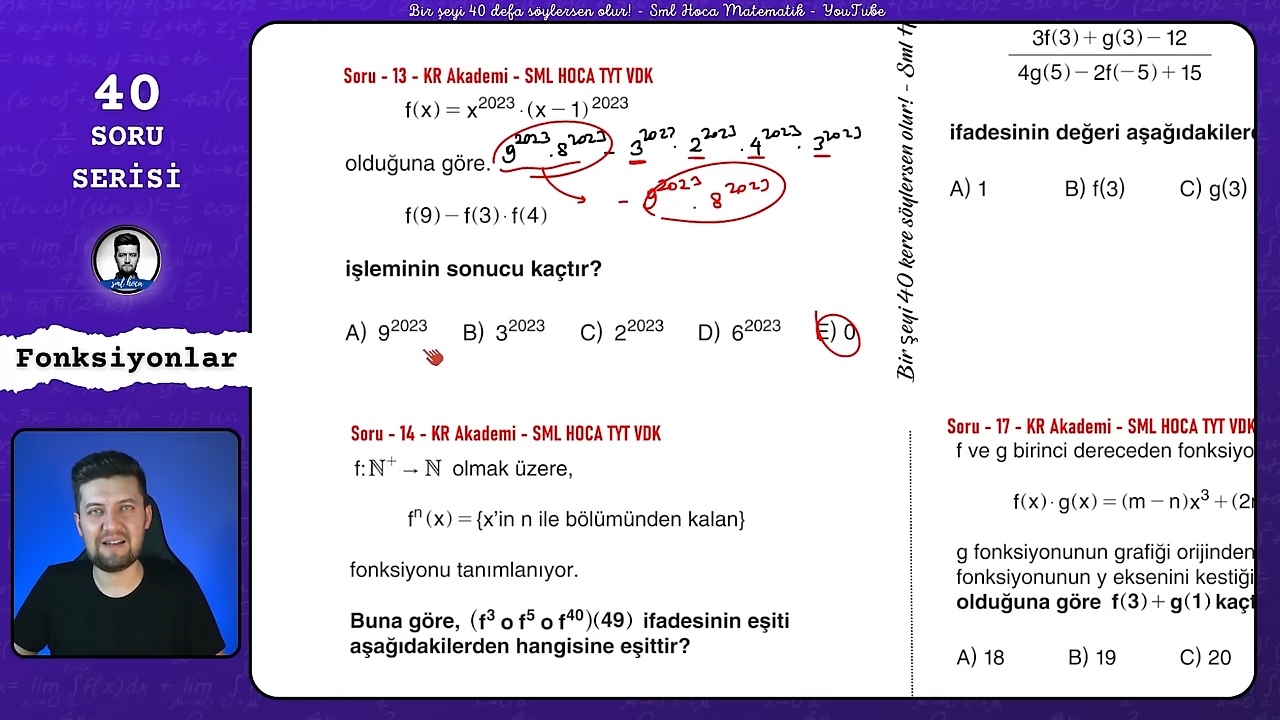 Bir şeyi 40 defa söylersen olur! - Sml Hoca Matematik - YouTube
40
SORU
SERİSİ
sml hoca
Fonksiyonlar
Soru - 13 - KR Akademi - SML HOCA TYT VDK
f(x) = x^2023 · (x − 1)^2023
olduğuna göre.
9^2023 · 8^2023 - 3^2023 · 2^2023 · 4^2023 · 3^2023
- 9^2023 · 8^2023
f(9) − f(3) · f(4)
işleminin sonucu kaçtır?
A) 9^2023 B) 3^2023 C) 2^2023 D) 6^2023 E) 0
Soru - 14 - KR Akademi - SML HOCA TYT VDK
f: ℕ⁺ → ℕ olmak üzere,
fⁿ(x) = {x'in n ile bölümünden kalan}
fonksiyonu tanımlanıyor.
Buna göre, (f³ o f⁵ o f⁴⁰)(49) ifadesinin eşiti
aşağıdakilerden hangisine eşittir?
Bir şeyi 40 kere söylersen olur! - Sml
3f(3) + g(3) − 12
4g(5) − 2f(−5) + 15
ifadesinin değeri aşağıdakiler
A) 1 B) f(3) C) g(3)
Soru - 17 - KR Akademi - SML HOCA TYT VDK
f ve g birinci dereceden fonksiyo
f(x) · g(x) = (m − n)x³ + (2
g fonksiyonunun grafiği orijinden
fonksiyonunun y eksenini kestiği
olduğuna göre f(3) + g(1) kaç
A) 18 B) 19 C) 20